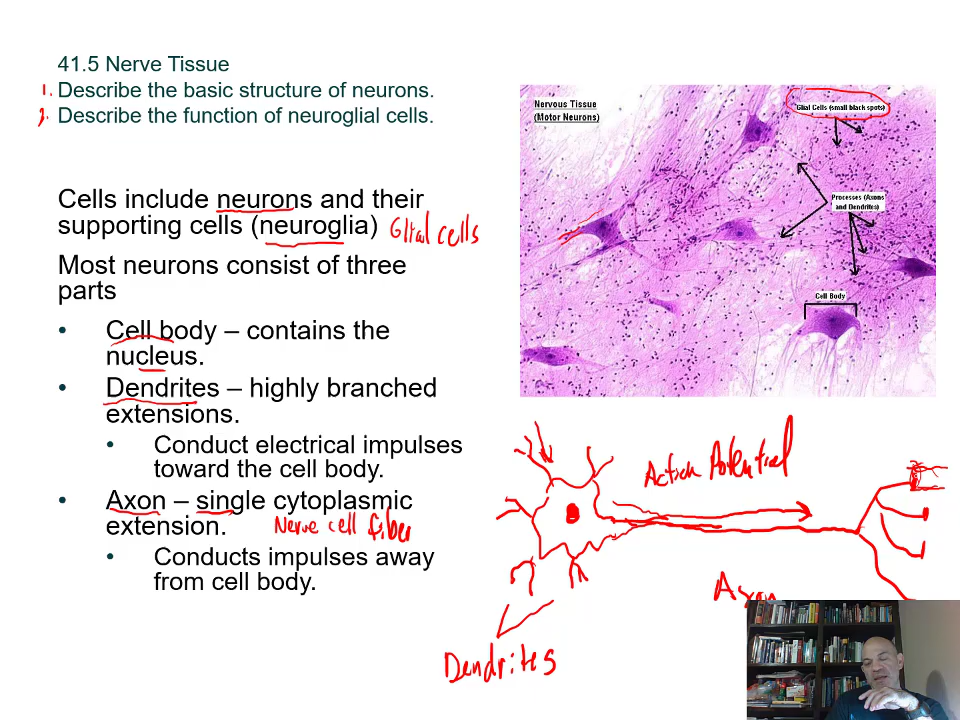 41.5 Nerve Tissue
1. Describe the basic structure of neurons.
2. Describe the function of neuroglial cells.
Cells include neurons and their
supporting cells (neuroglia) Glial cells
Most neurons consist of three
parts
• Cell body – contains the
nucleus.
• Dendrites – highly branched
extensions.
• Conduct electrical impulses
toward the cell body.
• Axon – single cytoplasmic
extension. Nerve cell fiber
• Conducts impulses away
from cell body.
Nervous Tissue
(Motor Neurons)
Glial Cells (small black spots)
Processes (Axons
and Dendrites)
Cell Body
Action Potential
Axon
Dendrites